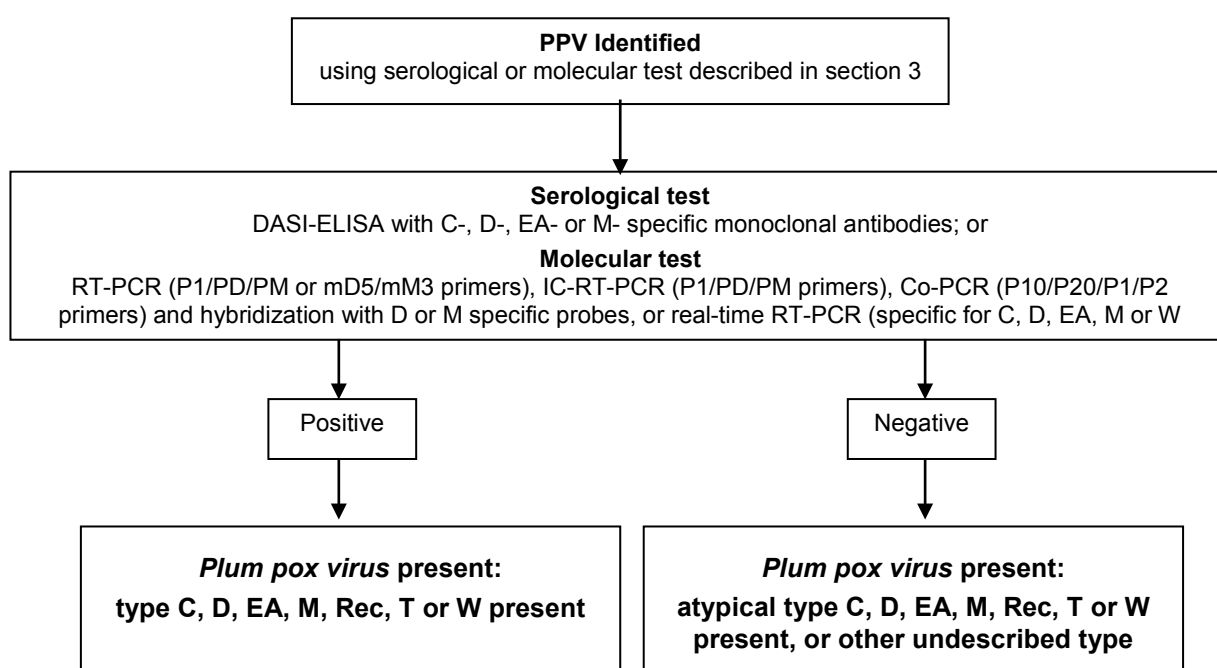 PPV Identified
using serological or molecular test described in section 3
Serological test
DASI-ELISA with C-, D-, EA- or M- specific monoclonal antibodies; or
Molecular test
RT-PCR (P1/PD/PM or mD5/mM3 primers), IC-RT-PCR (P1/PD/PM primers), Co-PCR (P10/P20/P1/P2
primers) and hybridization with D or M specific probes, or real-time RT-PCR (specific for C, D, EA, M or W
Positive
Negative
Plum pox virus present:
type C, D, EA, M, Rec, T or W present
Plum pox virus present:
atypical type C, D, EA, M, Rec, T or W
present, or other undescribed type